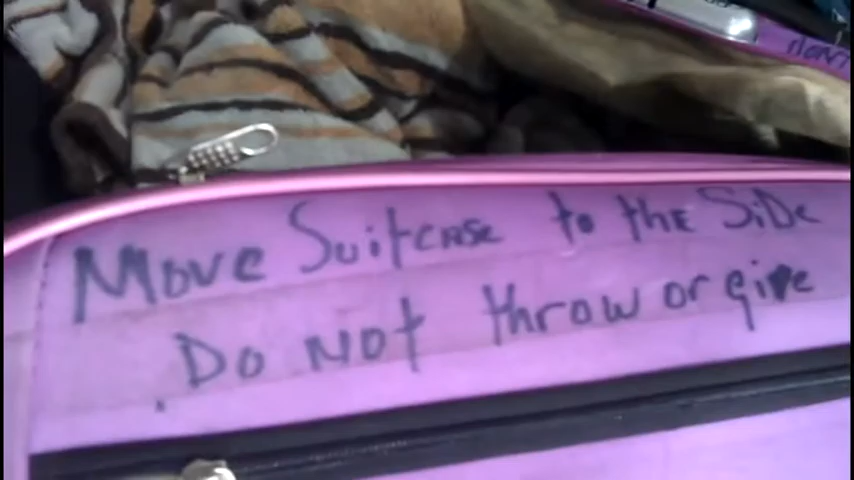 Move Suitcase to the Side
Do Not throw or give